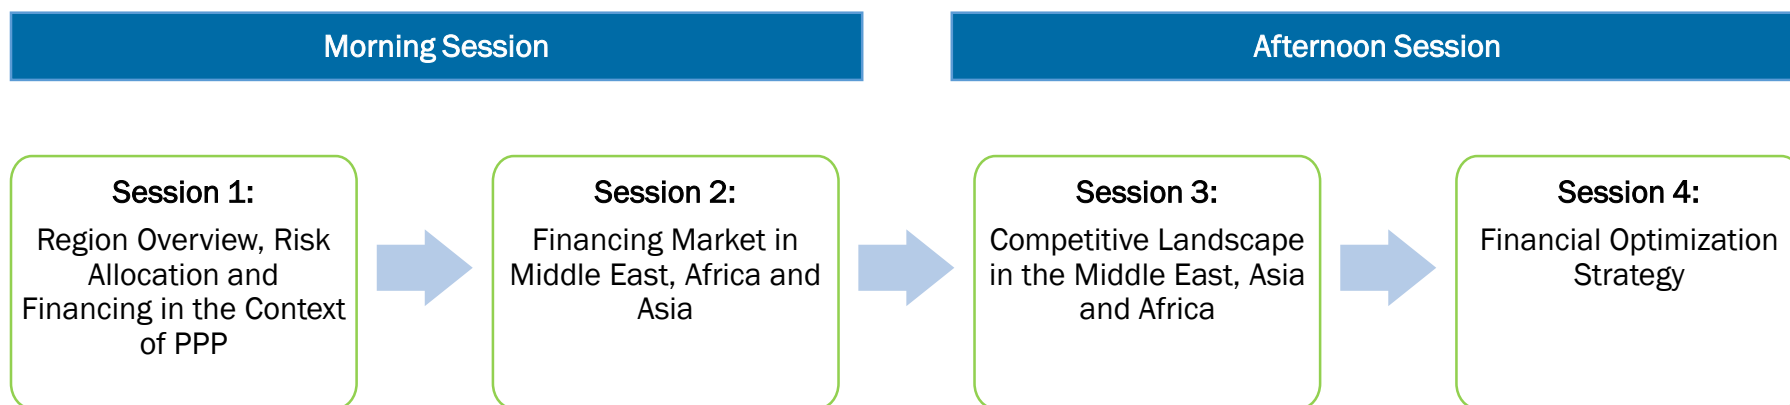 Morning Session
Afternoon Session
Session 1:
Region Overview, Risk
Allocation and
Financing in the Context
of PPP
Session 2:
Financing Market in
Middle East, Africa and
Asia
Session 3:
Competitive Landscape
in the Middle East, Asia
and Africa
Session 4:
Financial Optimization
Strategy